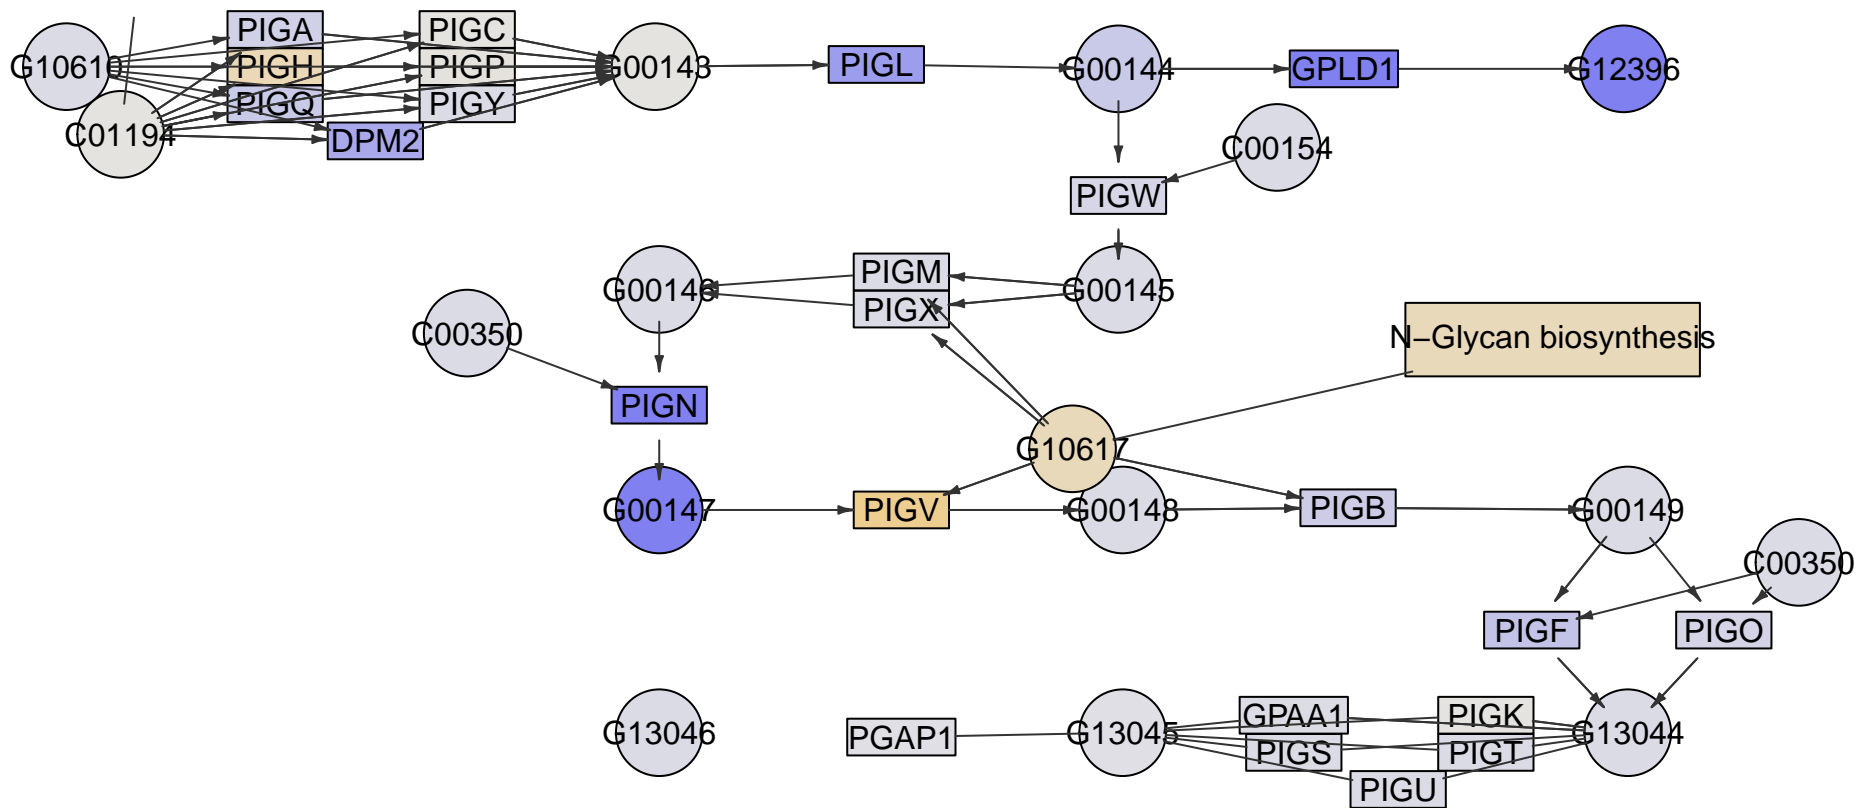 PIGA
PIGC
G10610
PIGH
PIGP
G00143
PIGL
G00144
GPLD1
G12396
PIGQ
PIGY
C01194
DPM2
C00154
PIGW
PIGM
G00146
G00145
PIGX
C00350
N−Glycan biosynthesis
PIGN
G10617
G00147
PIGV
G00148
PIGB
G00149
C00350
PIGF
PIGO
GPAA1
PIGK
G13046
PGAP1
G13045
G13044
PIGS
PIGT
PIGU